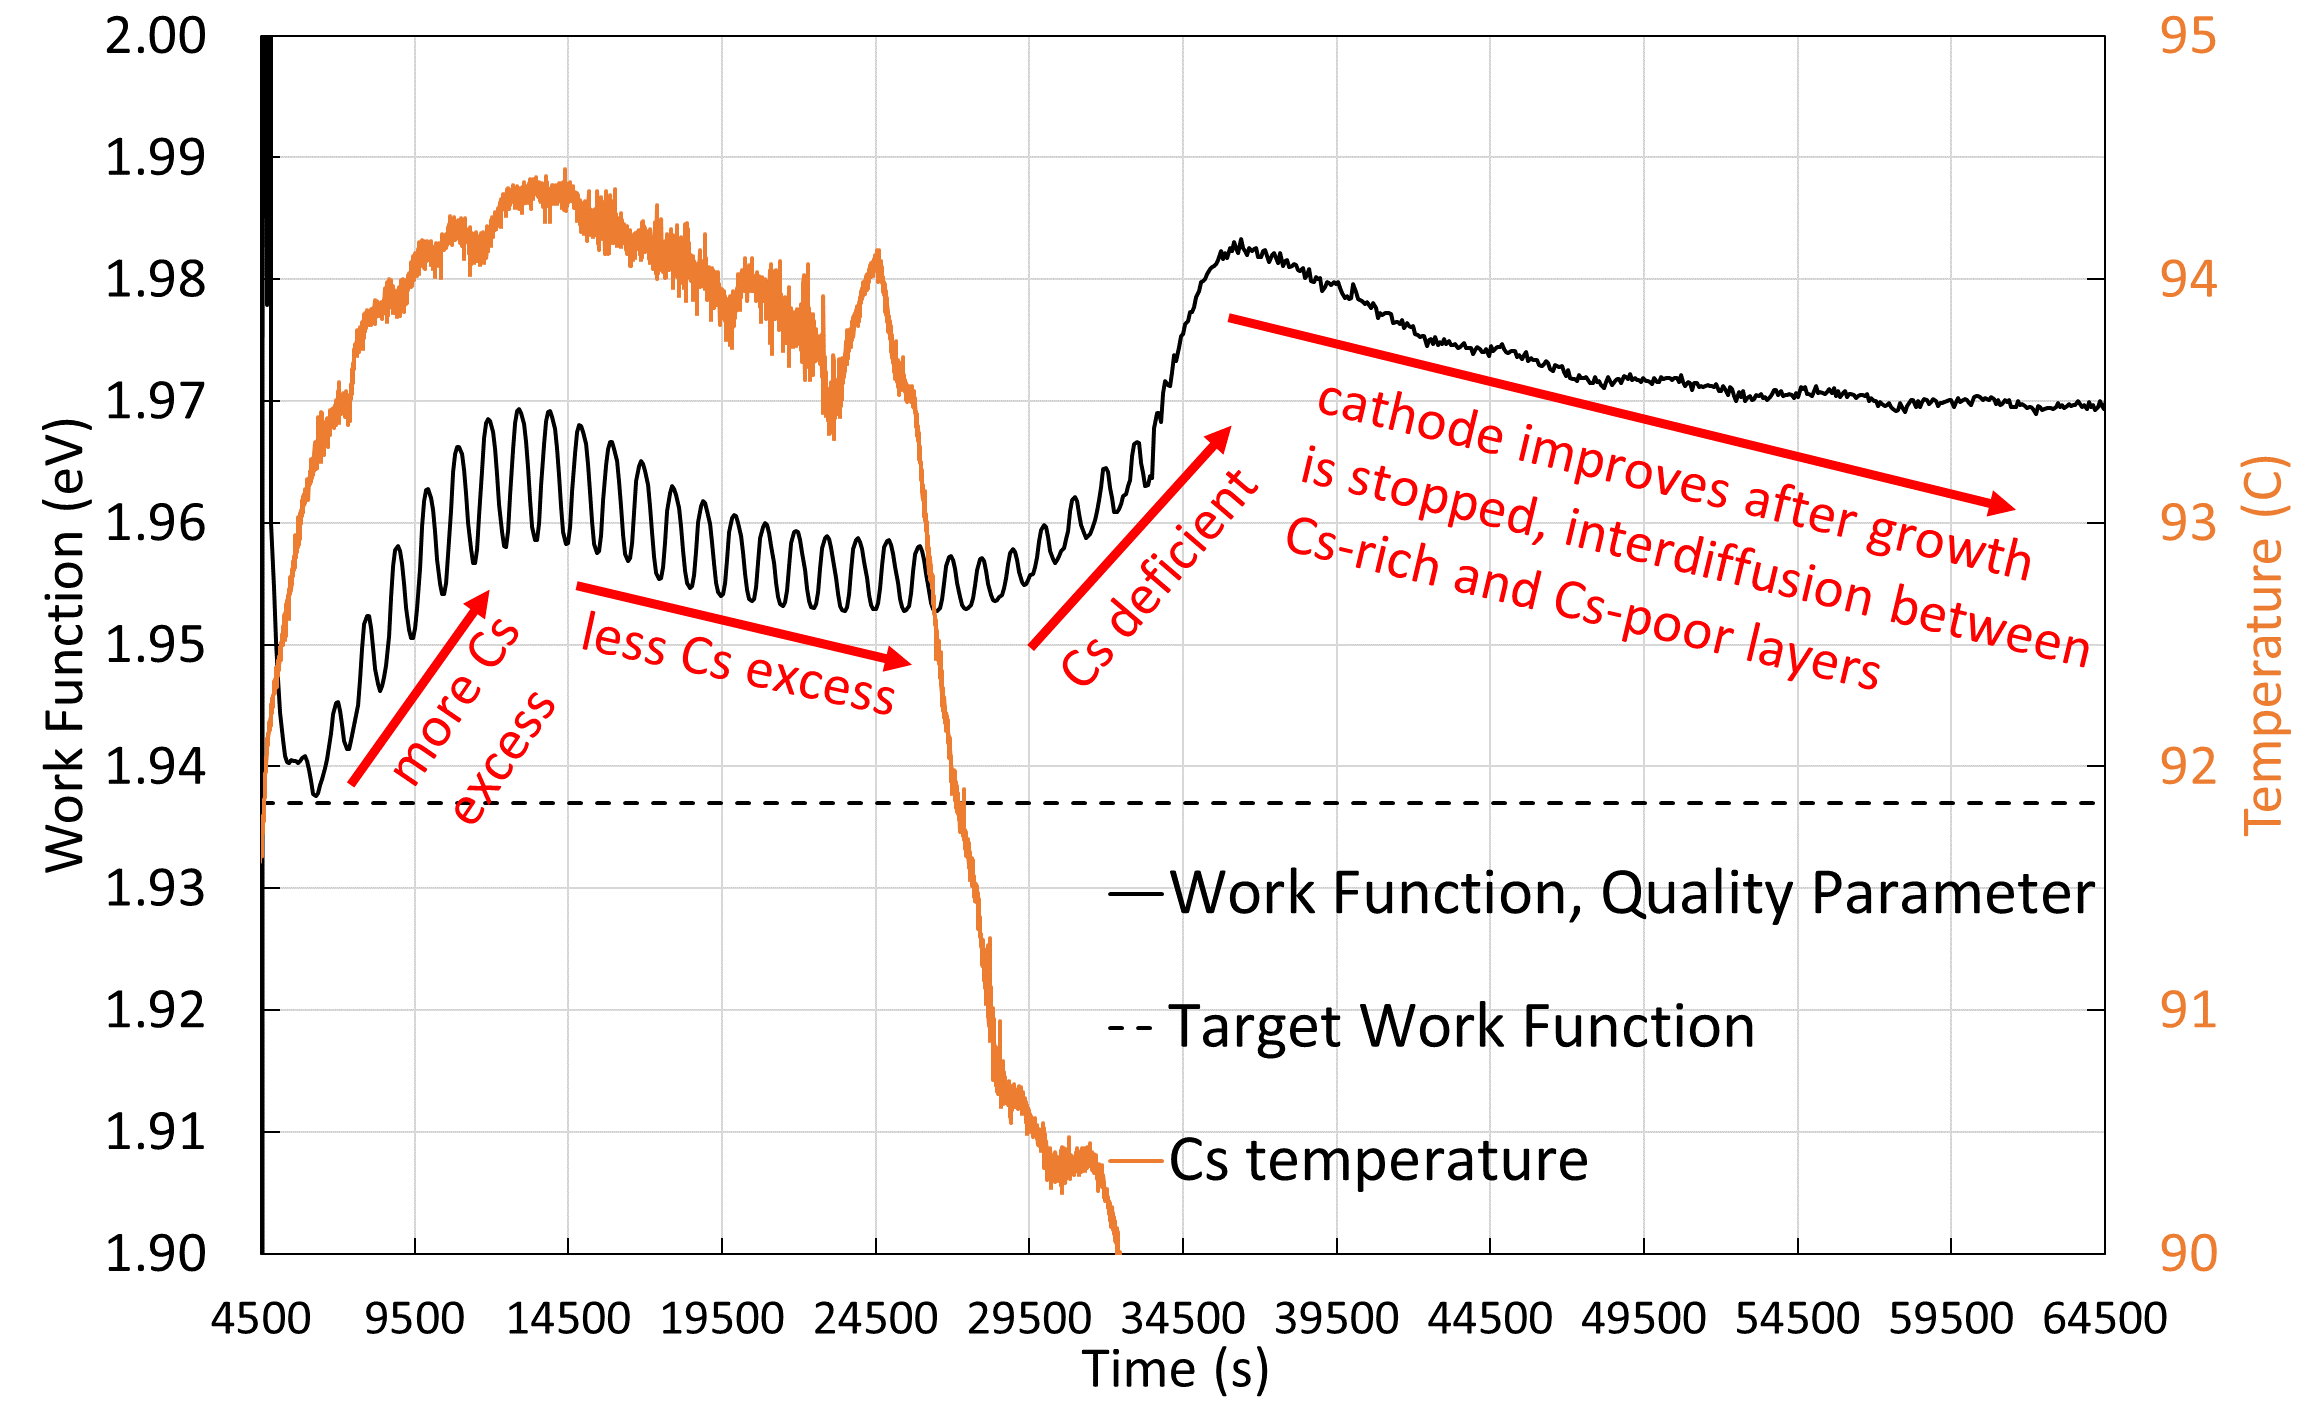 2.00
1.99
1.98
1.97
1.96
1.95
1.94
1.93
1.92
1.91
1.90
Work Function (eV)
95
94
93
92
91
90
Temperature (C)
more Cs
excess
less Cs excess
Cs deficient
cathode improves after growth
is stopped, interdiffusion between
Cs-rich and Cs-poor layers
Work Function, Quality Parameter
Target Work Function
Cs temperature
4500 9500 14500 19500 24500 29500 34500 39500 44500 49500 54500 59500 64500
Time (s)